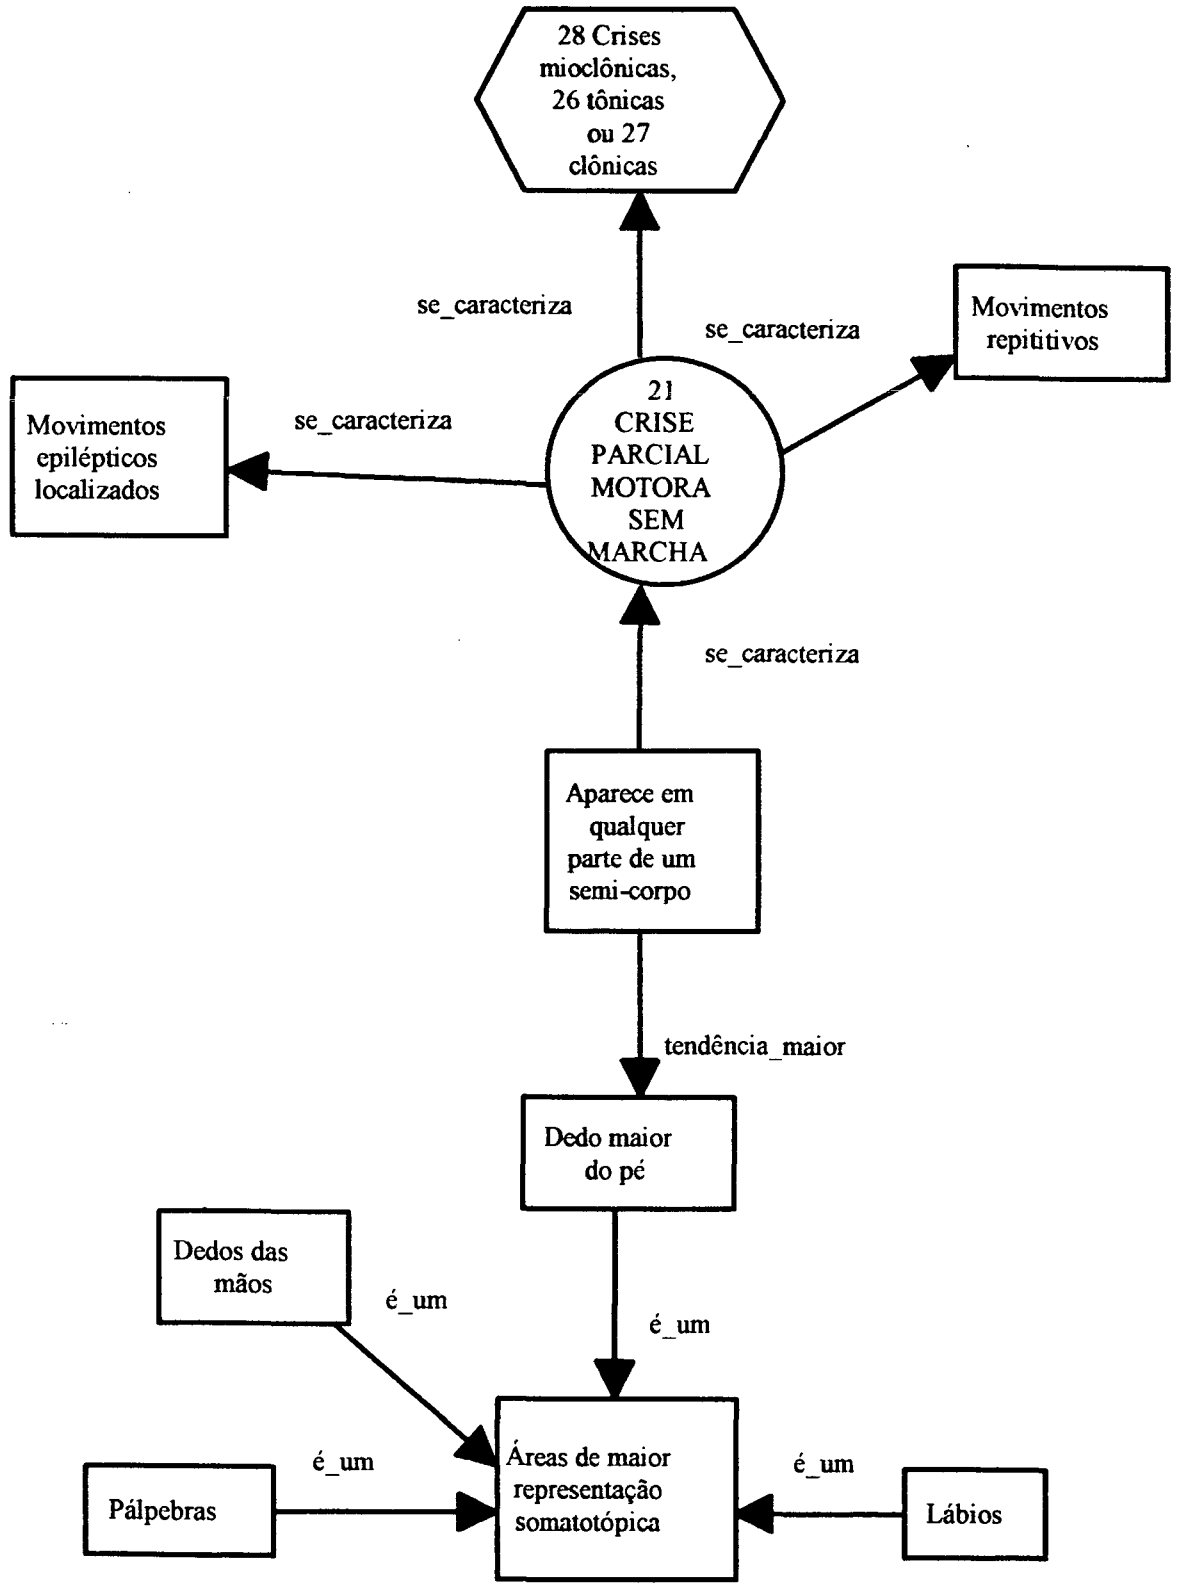 28 Crises
mioclônicas,
26 tônicas
ou 27
clônicas
se_caracteriza
se_caracteriza
Movimentos
repititivos
21
CRISE
PARCIAL
MOTORA
SEM
MARCHA
se_caracteriza
Movimentos
epilépticos
localizados
se_caracteriza
Aparece em
qualquer
parte de um
semi-corpo
tendência_maior
Dedo maior
do pé
Dedos das
mãos
é_um
é_um
Áreas de maior
representação
somatotópica
é_um
Pálpebras
é_um
Lábios